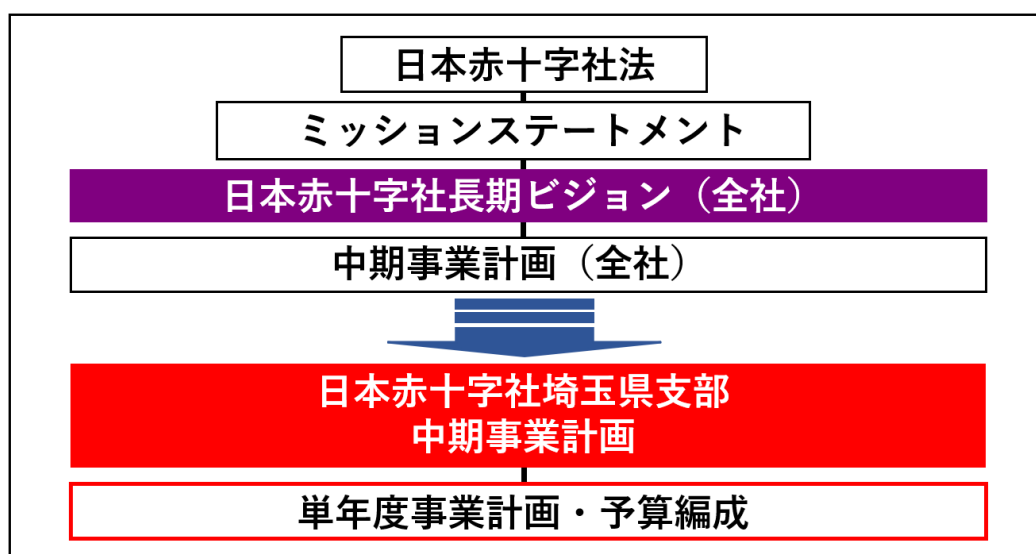 日本赤十字社法
ミッションステートメント
日本赤十字社長期ビジョン（全社）
中期事業計画（全社）
日本赤十字社埼玉県支部
中期事業計画
単年度事業計画・予算編成